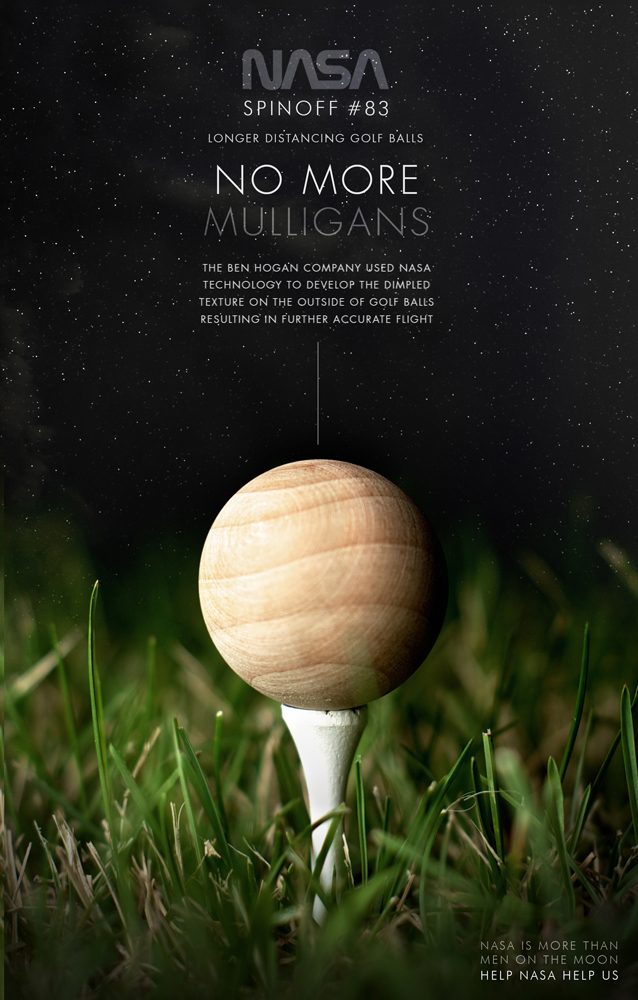 NASA
SPINOFF #83
LONGER DISTANCING GOLF BALLS
NO MORE
MULLIGANS
THE BEN HOGAN COMPANY USED NASA
TECHNOLOGY TO DEVELOP THE DIMPLED
TEXTURE ON THE OUTSIDE OF GOLF BALLS
RESULTING IN FURTHER ACCURATE FLIGHT
NASA IS MORE THAN
MEN ON THE MOON
HELP NASA HELP US